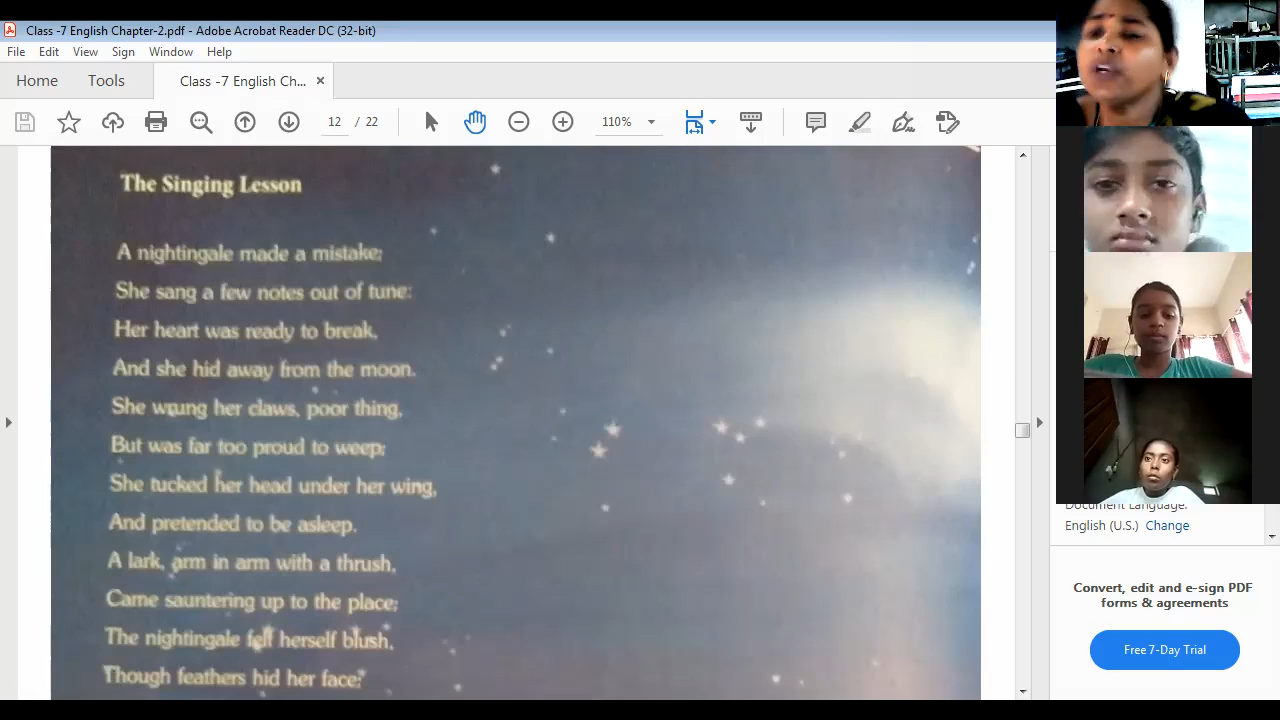 Class -7 English Chapter-2.pdf - Adobe Acrobat Reader DC (32-bit)
File Edit View Sign Window Help
Home Tools Class -7 English Ch... ×
12 / 22 110%
The Singing Lesson
A nightingale made a mistake;
She sang a few notes out of tune:
Her heart was ready to break,
And she hid away from the moon.
She wrung her claws, poor thing,
But was far too proud to weep;
She tucked her head under her wing,
And pretended to be asleep.
A lark, arm in arm with a thrush,
Came sauntering up to the place;
The nightingale felt herself blush,
Though feathers hid her face;
Document Language:
English (U.S.) Change
Convert, edit and e-sign PDF
forms & agreements
Free 7-Day Trial